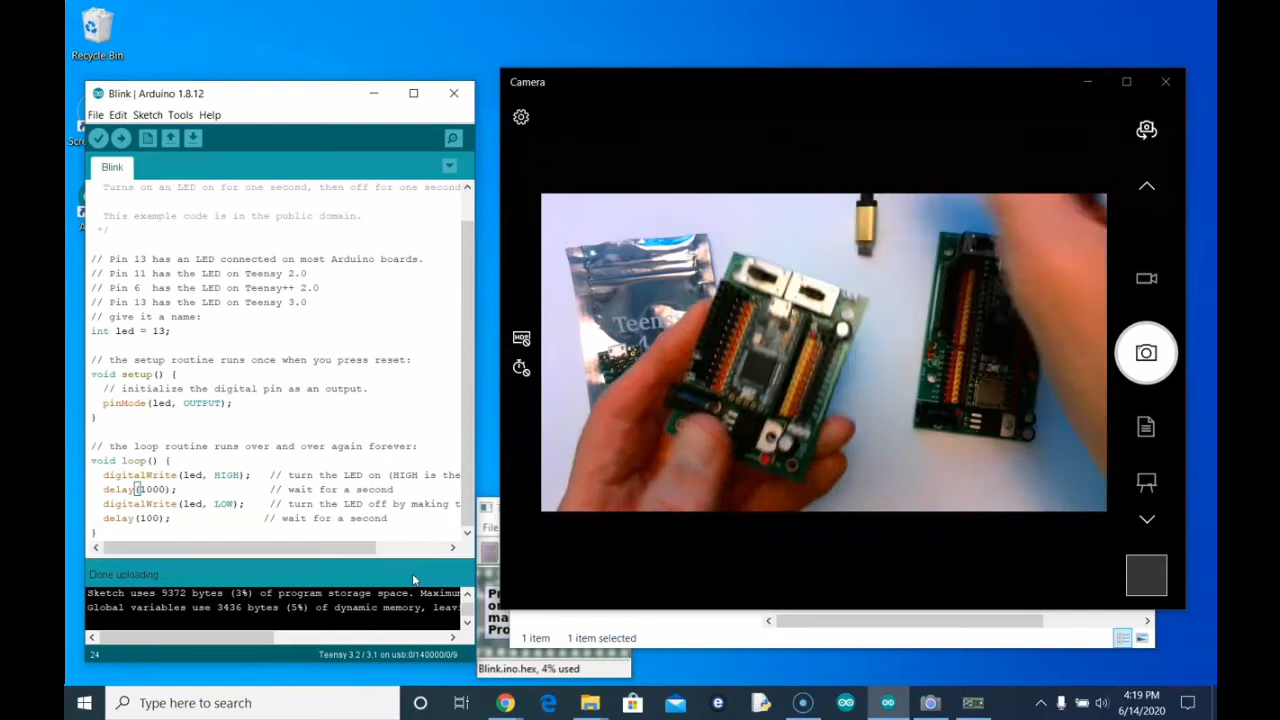 Recycle Bin
Blink | Arduino 1.8.12
File Edit Sketch Tools Help
Blink
Turns on an LED on for one second, then off for one second
This example code is in the public domain.
*/
// Pin 13 has an LED connected on most Arduino boards.
// Pin 11 has the LED on Teensy 2.0
// Pin 6  has the LED on Teensy++ 2.0
// Pin 13 has the LED on Teensy 3.0
// give it a name:
int led = 13;
// the setup routine runs once when you press reset:
void setup() {
// initialize the digital pin as an output.
pinMode(led, OUTPUT);
}
// the loop routine runs over and over again forever:
void loop() {
digitalWrite(led, HIGH);   // turn the LED on (HIGH is the
delay(1000);               // wait for a second
digitalWrite(led, LOW);    // turn the LED off by making t
delay(100);               // wait for a second
}
Done uploading.
Sketch uses 9372 bytes (3%) of program storage space. Maximum
Global variables use 3436 bytes (5%) of dynamic memory, leav
24
Teensy 3.2 / 3.1 on usb:0/140000/0/9
Camera
HDR
Teensy
File
Blink.ino.hex, 4% used
1 item
1 item selected
Type here to search
4:19 PM
6/14/2020